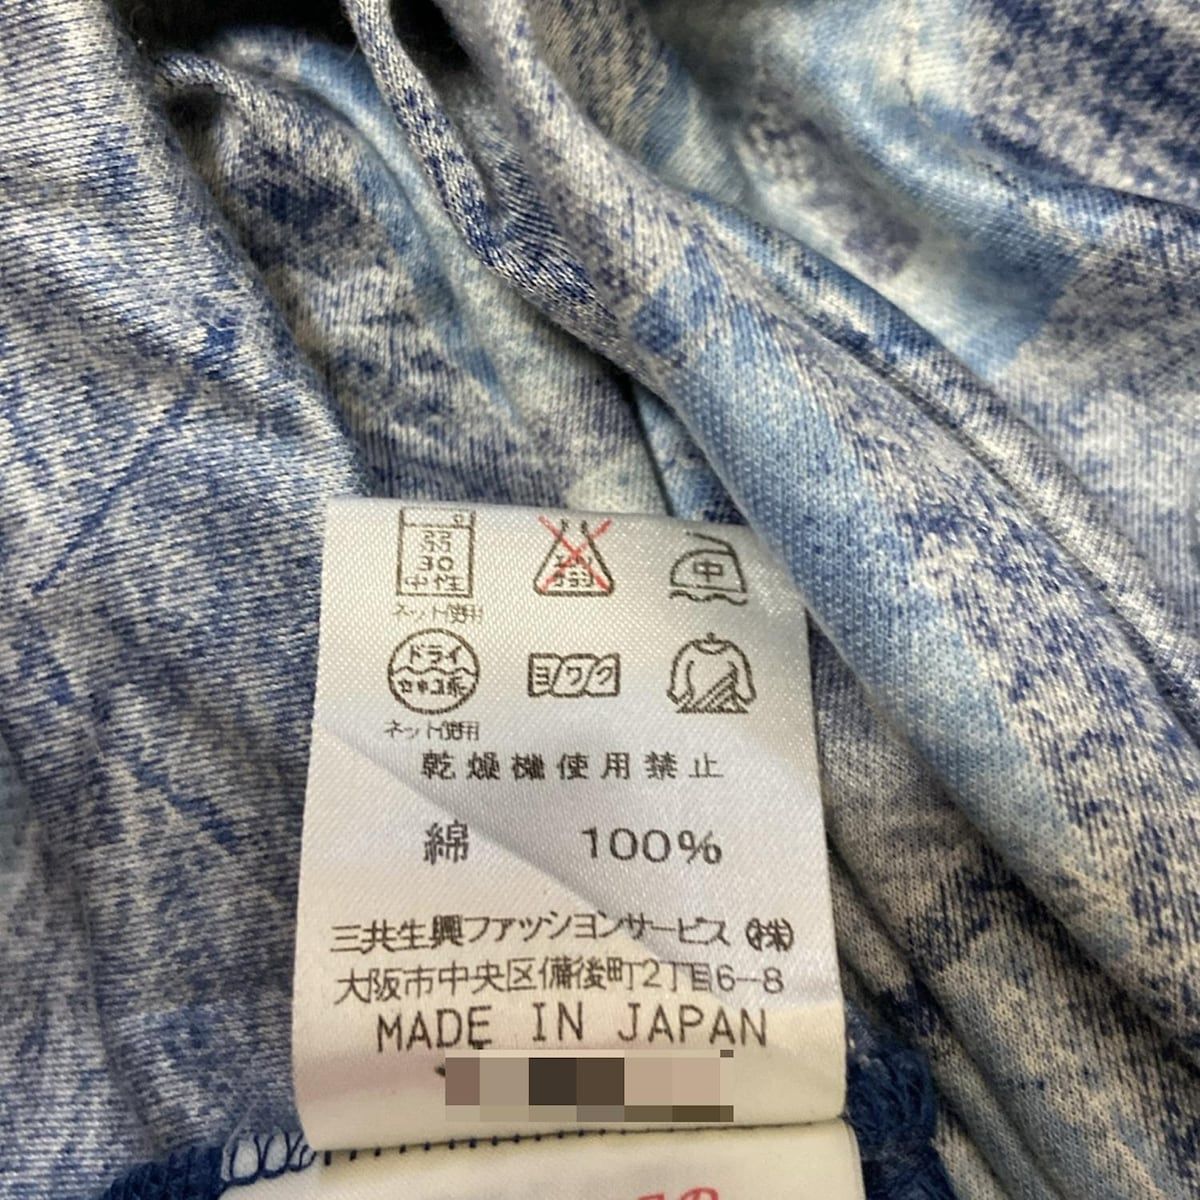 弱
30
中性
中
ネット使用
ドライ
セキユ系
ヨワク
ネット使用
乾燥機使用禁止
綿 100%
三共生興ファッションサービス(株)
大阪市中央区備後町2丁目6-8
MADE IN JAPAN